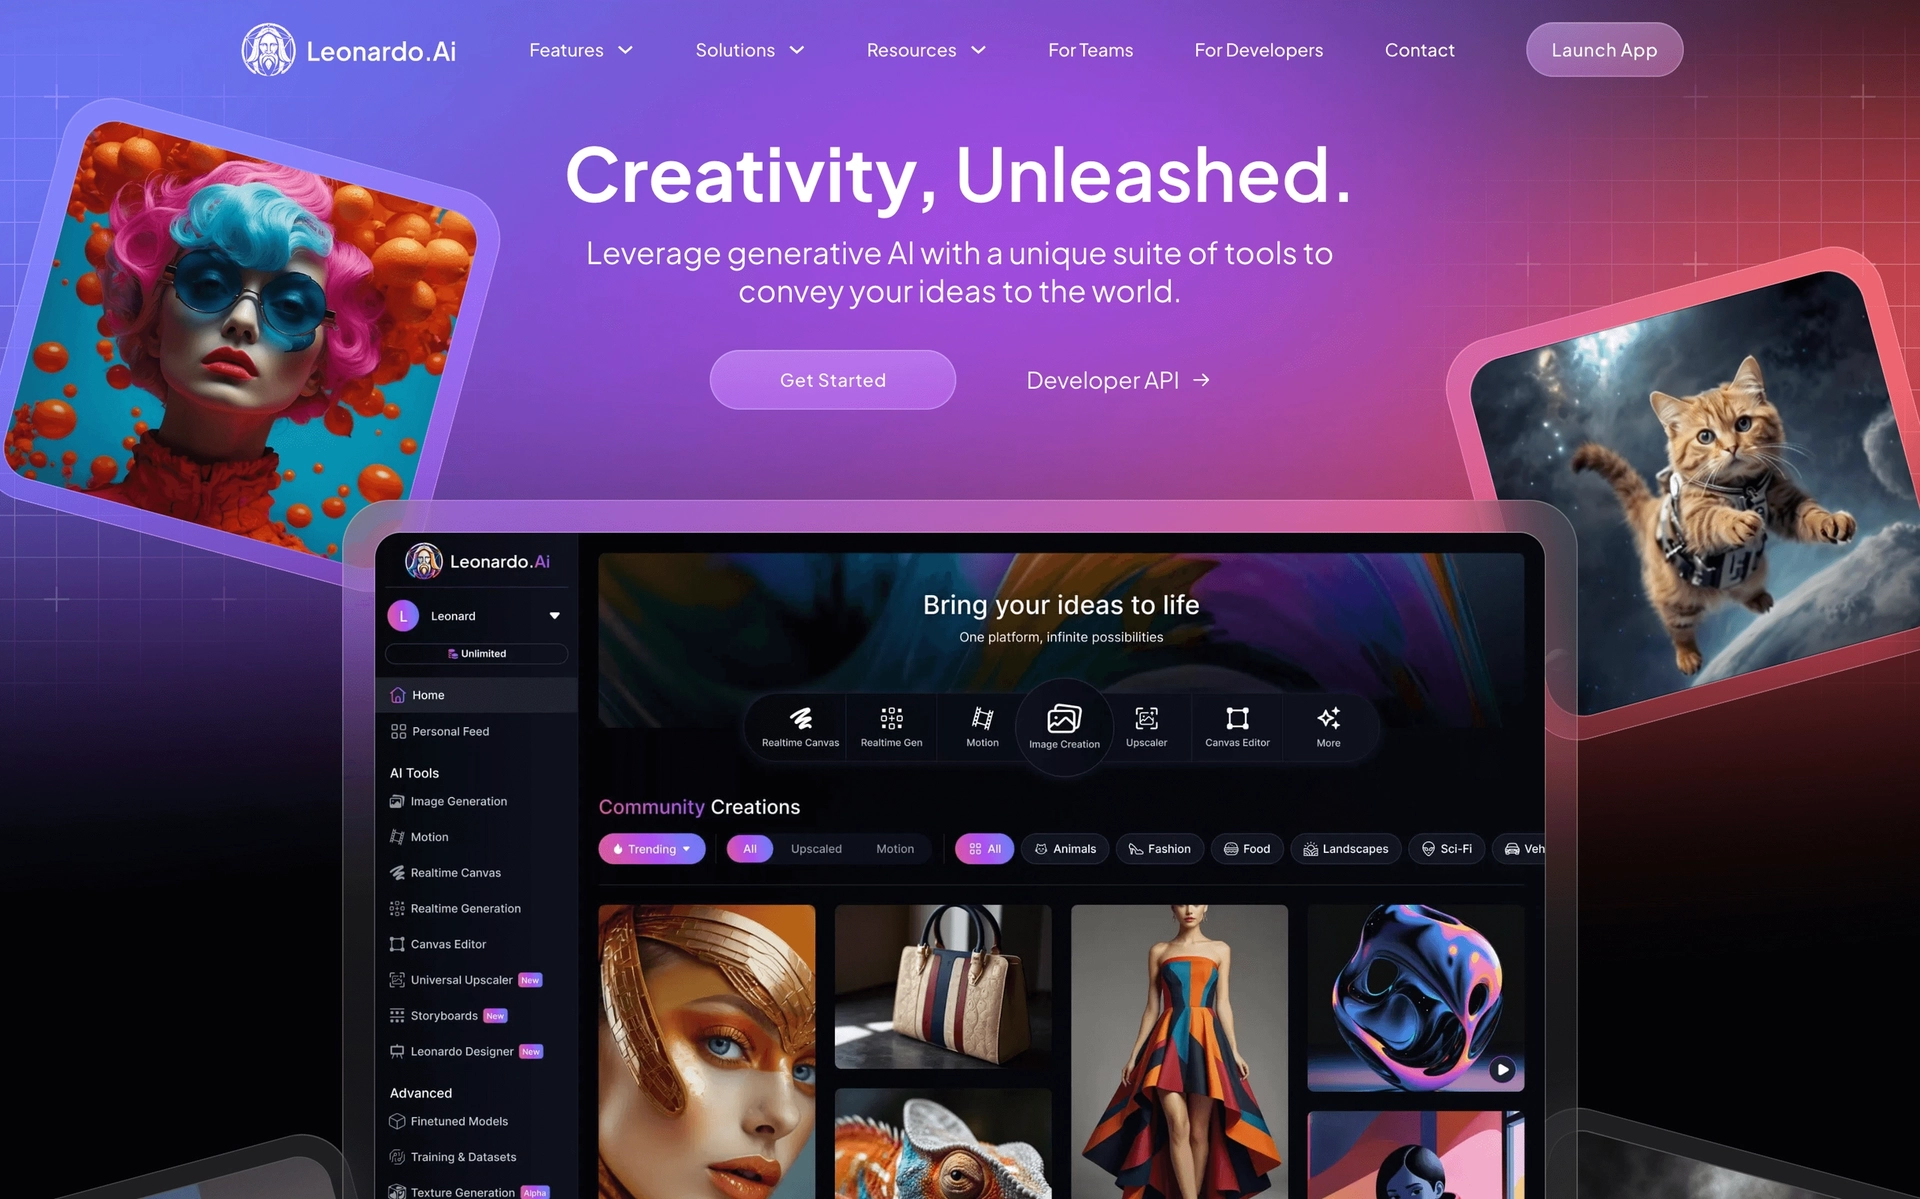 Leonardo.Ai
Features
Solutions
Resources
For Teams
For Developers
Contact
Launch App
Creativity, Unleashed.
Leverage generative AI with a unique suite of tools to
convey your ideas to the world.
Get Started
Developer API →
Leonardo.Ai
L
Leonard
Unlimited
Home
Personal Feed
AI Tools
Image Generation
Motion
Realtime Canvas
Realtime Generation
Canvas Editor
Universal Upscaler New
Storyboards New
Leonardo Designer New
Advanced
Finetuned Models
Training & Datasets
Texture Generation Alpha
Bring your ideas to life
One platform, infinite possibilities
Realtime Canvas
Realtime Gen
Motion
Image Creation
Upscaler
Canvas Editor
More
Community Creations
Trending
All
Upscaled
Motion
All
Animals
Fashion
Food
Landscapes
Sci-Fi
Veh